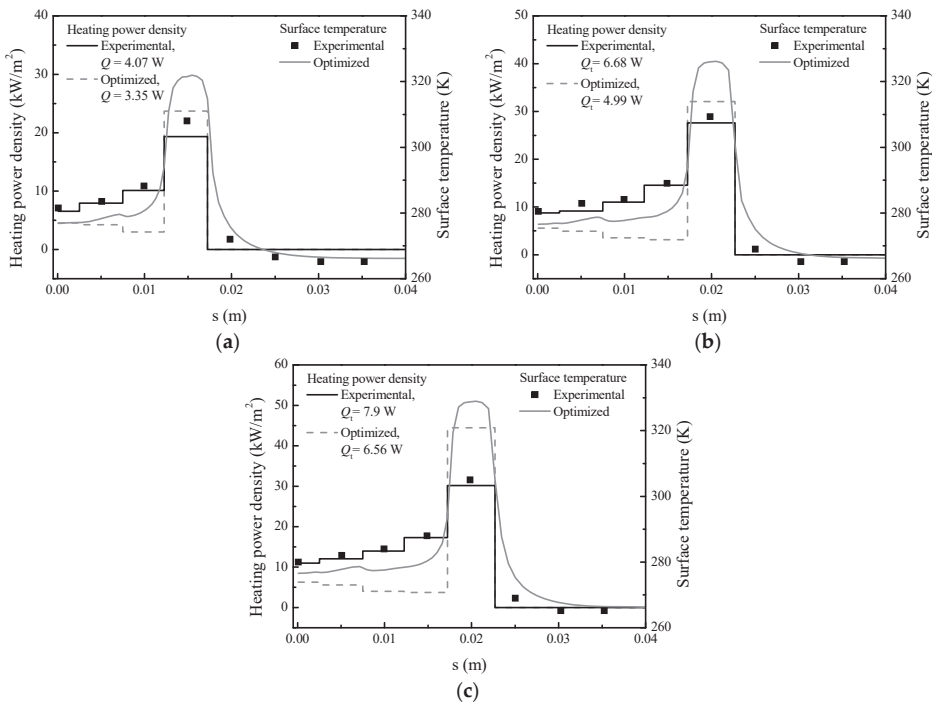 Heating power density
Experimental,
Q = 4.07 W
Optimized,
Q = 3.35 W
Surface temperature
Experimental
Optimized
Heating power density (kW/m²)
40
30
20
10
0
Surface temperature (K)
340
320
300
280
260
0.00 0.01 0.02 0.03 0.04
s (m)
(a)
Heating power density
Experimental,
Qt = 6.68 W
Optimized,
Qt = 4.99 W
Surface temperature
Experimental
Optimized
Heating power density (kW/m²)
50
40
30
20
10
0
Surface temperature (K)
340
320
300
280
260
0.00 0.01 0.02 0.03 0.04
s (m)
(b)
Heating power density
Experimental,
Qt = 7.9 W
Optimized,
Qt = 6.56 W
Surface temperature
Experimental
Optimized
Heating power density (kW/m²)
60
50
40
30
20
10
0
Surface temperature (K)
340
320
300
280
260
0.00 0.01 0.02 0.03 0.04
s (m)
(c)